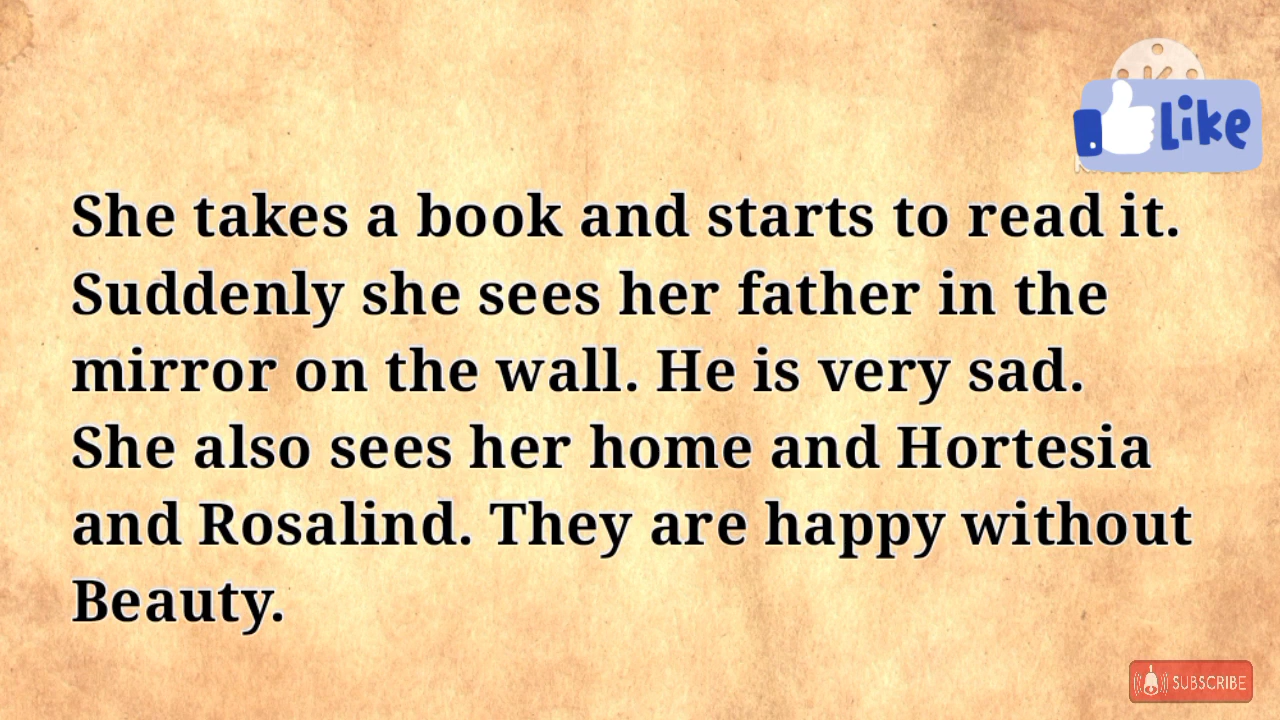 Like
She takes a book and starts to read it.
Suddenly she sees her father in the
mirror on the wall. He is very sad.
She also sees her home and Hortesia
and Rosalind. They are happy without
Beauty.
SUBSCRIBE